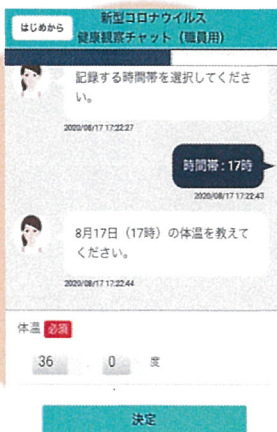 はじめから
新型コロナウイルス
健康観察チャット（職員用）
記録する時間帯を選択してくださ
い。
2020/08/17 17:22:27
時間帯：17時
2020/08/17 17:22:43
8月17日（17時）の体温を教えて
ください。
2020/08/17 17:22:44
体温 必須
36 . 0 度
決定